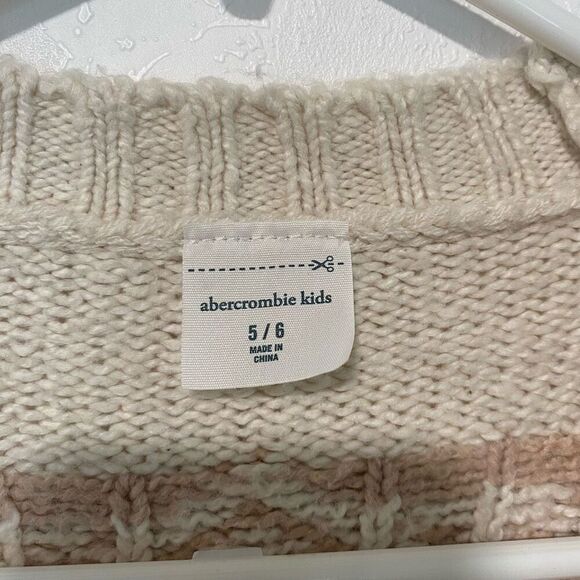 abercrombie kids
5/6
MADE IN
CHINA